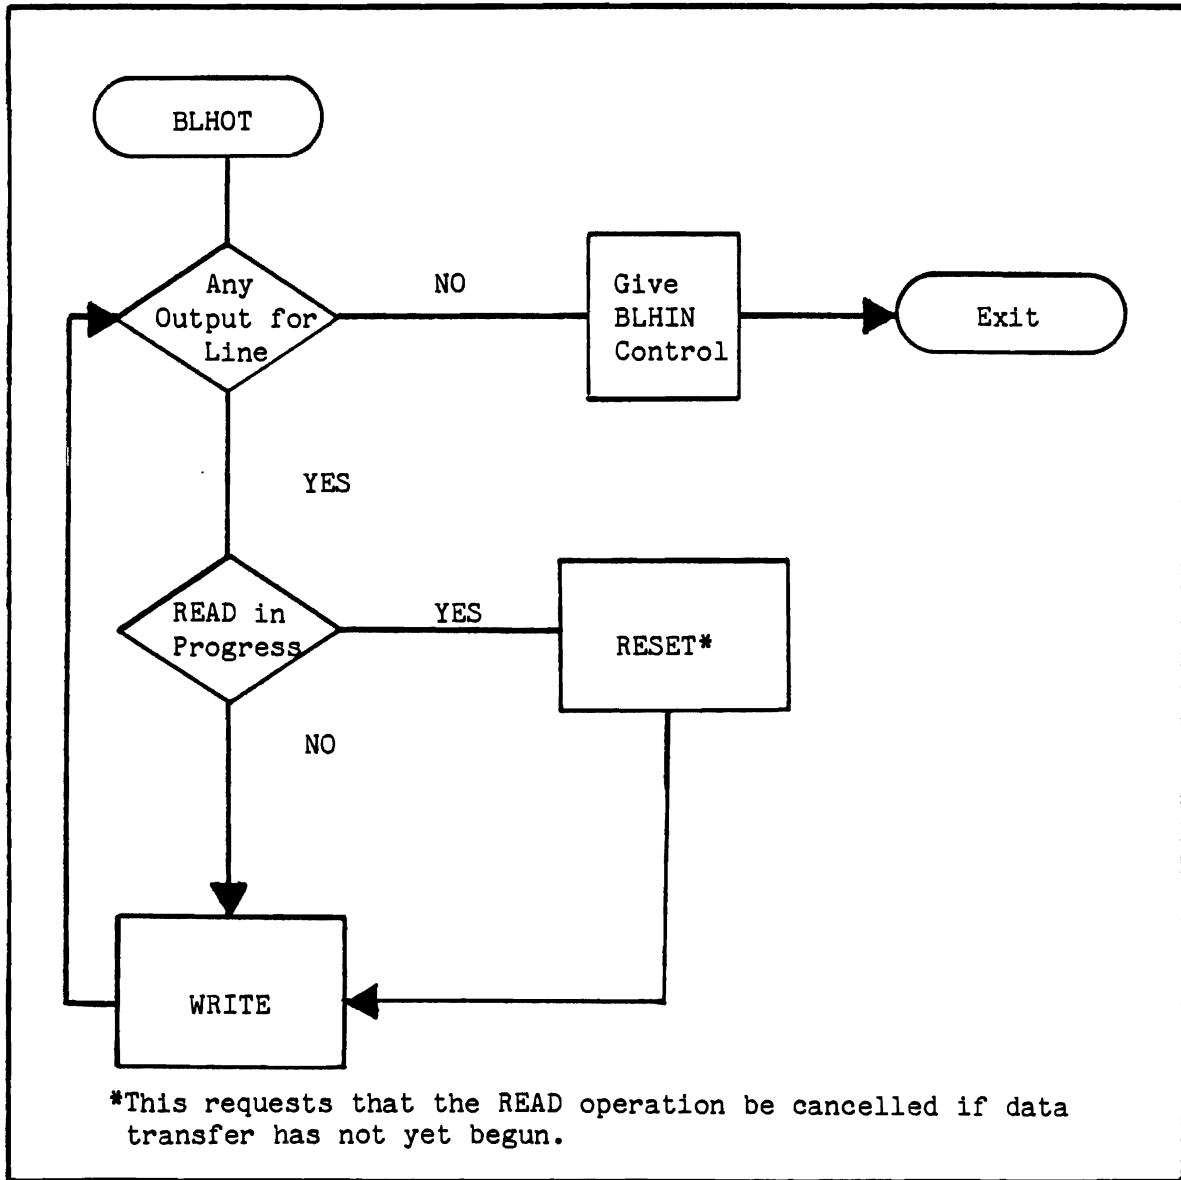 BLHOT
Any
Output for
Line
NO
Give
BLHIN
Control
Exit
YES
READ in
Progress
YES
RESET*
NO
WRITE
*This requests that the READ operation be cancelled if data
transfer has not yet begun.